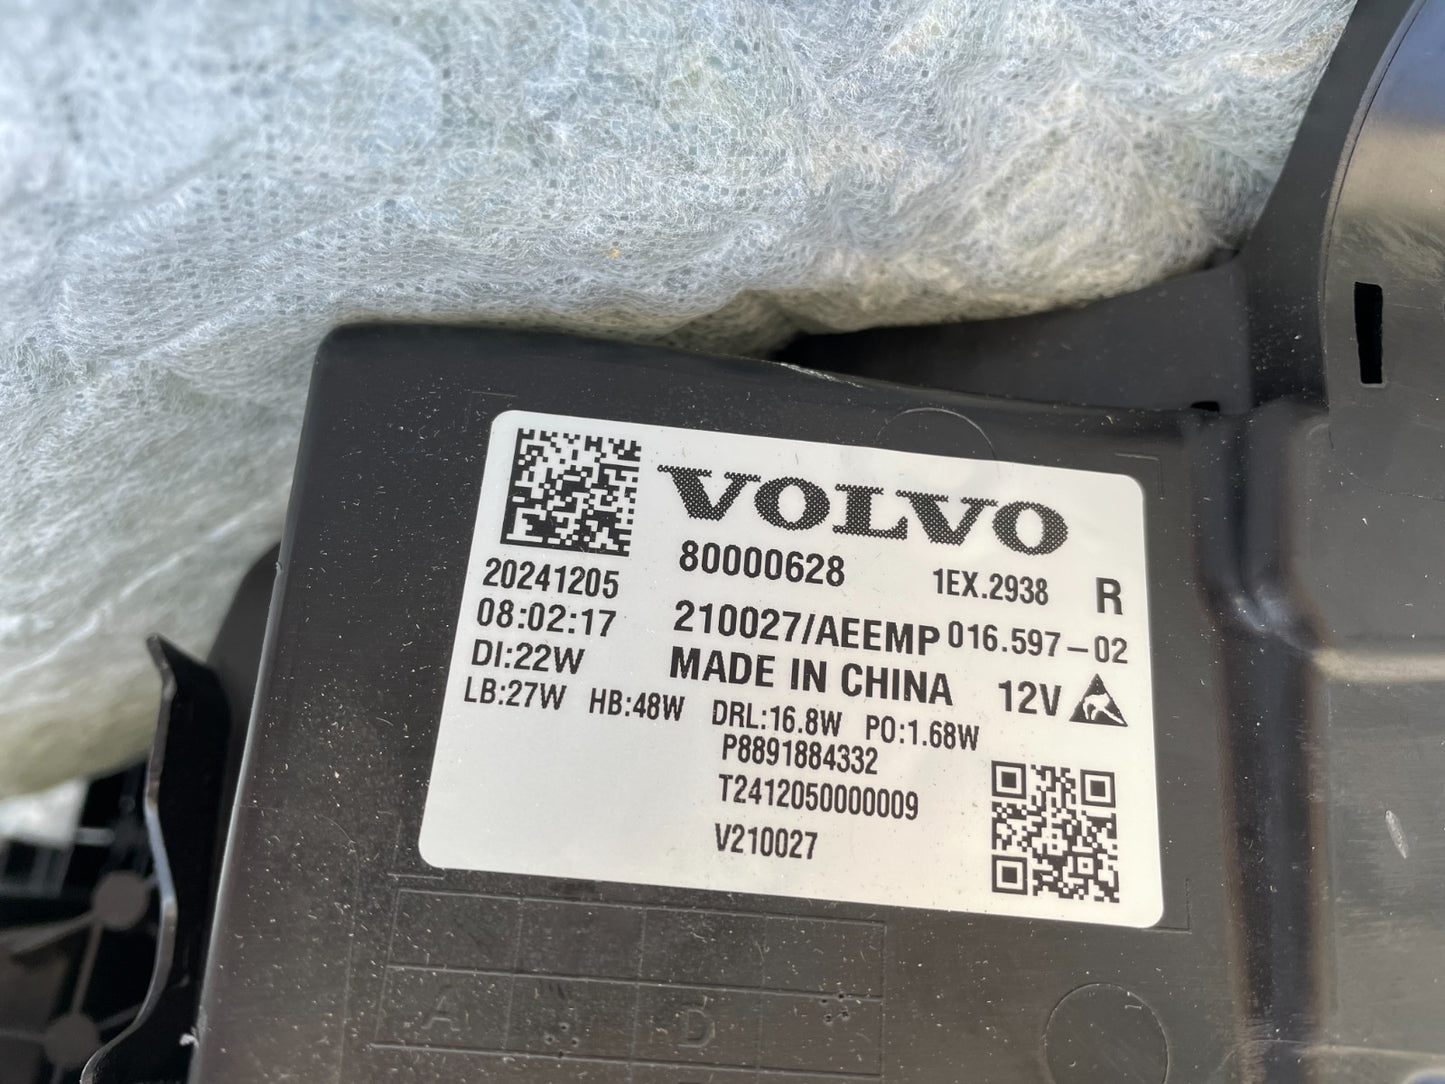 VOLVO
80000628 1EX.2938 R
20241205
08:02:17
210027/AEEMP 016.597-02
DI:22W
MADE IN CHINA 12V
LB:27W HB:48W DRL:16.8W PO:1.68W
P8891884332
T2412050000009
V210027
A D